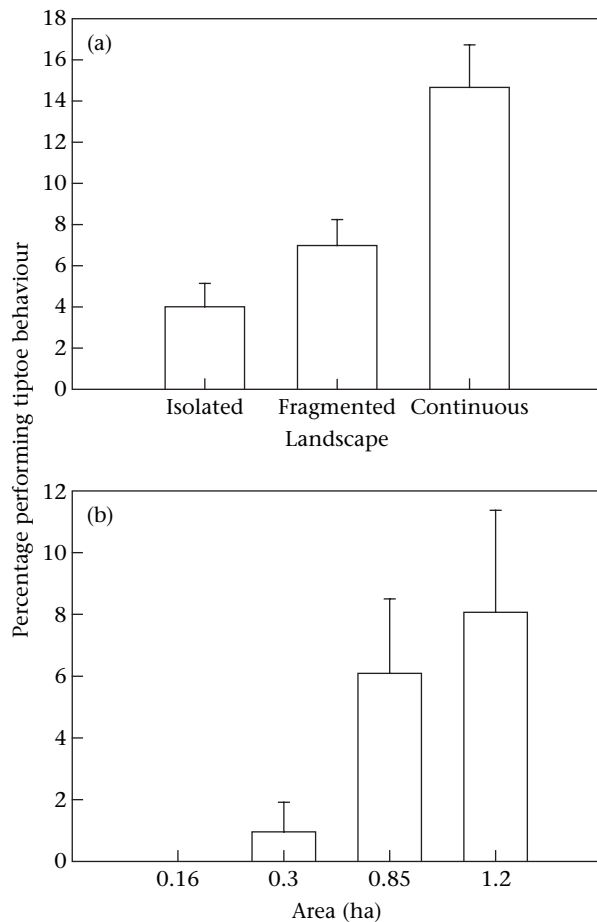 Percentage performing tiptoe behaviour
(a)
18
16
14
12
10
8
6
4
2
0
Isolated Fragmented Continuous
Landscape
(b)
12
10
8
6
4
2
0
0.16 0.3 0.85 1.2
Area (ha)